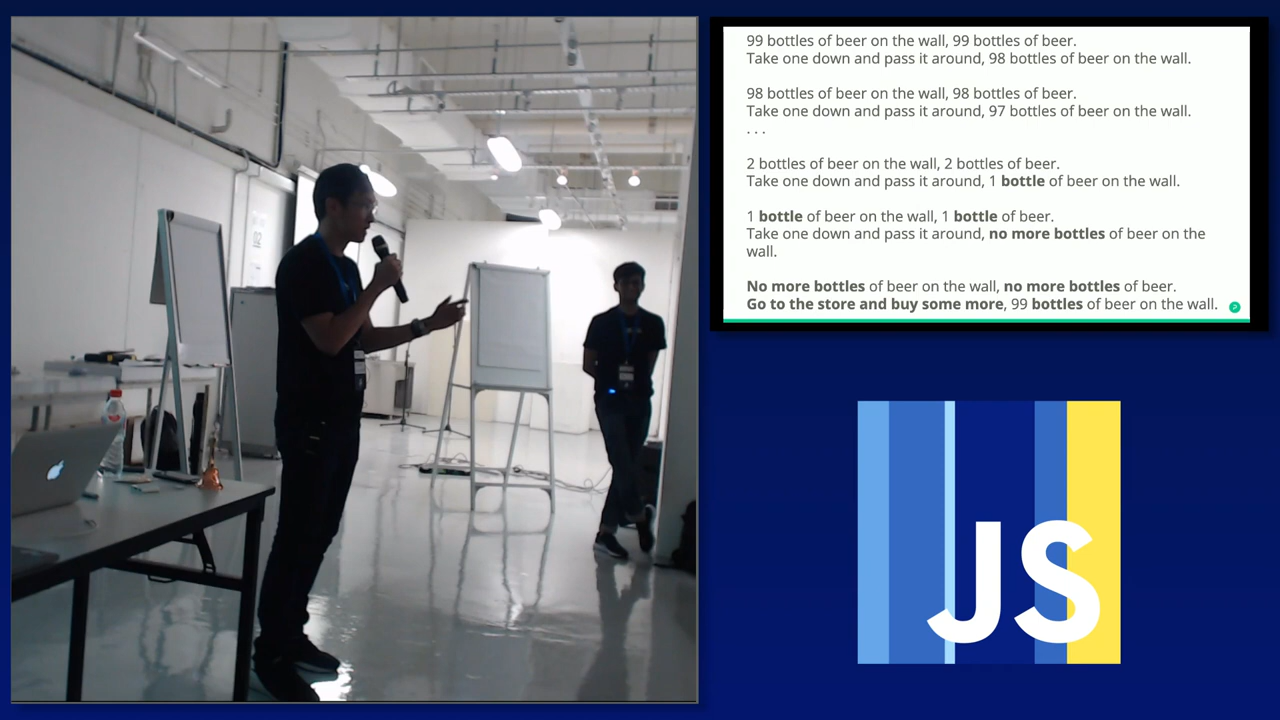 99 bottles of beer on the wall, 99 bottles of beer.
Take one down and pass it around, 98 bottles of beer on the wall.
98 bottles of beer on the wall, 98 bottles of beer.
Take one down and pass it around, 97 bottles of beer on the wall.
. . .
2 bottles of beer on the wall, 2 bottles of beer.
Take one down and pass it around, 1 bottle of beer on the wall.
1 bottle of beer on the wall, 1 bottle of beer.
Take one down and pass it around, no more bottles of beer on the
wall.
No more bottles of beer on the wall, no more bottles of beer.
Go to the store and buy some more, 99 bottles of beer on the wall.
JS